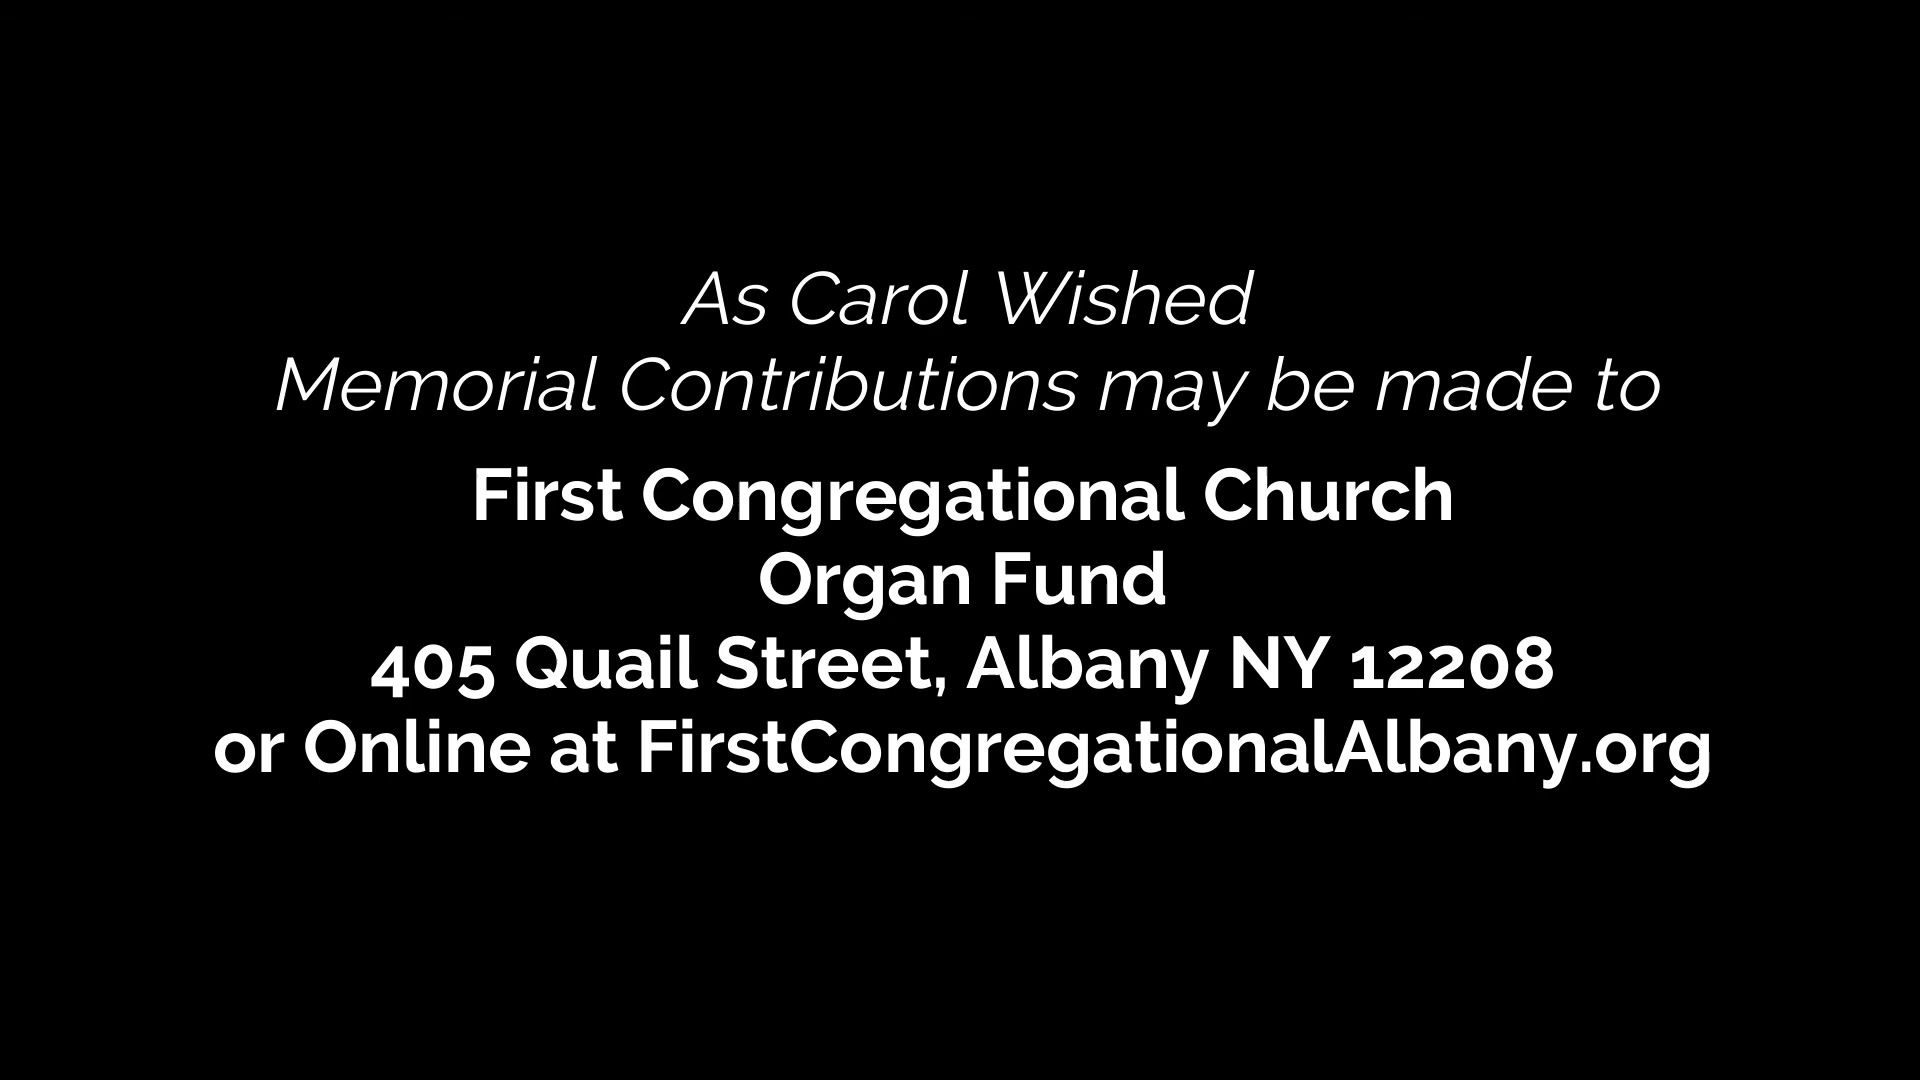 As Carol Wished
Memorial Contributions may be made to
First Congregational Church
Organ Fund
405 Quail Street, Albany NY 12208
or Online at FirstCongregationalAlbany.org